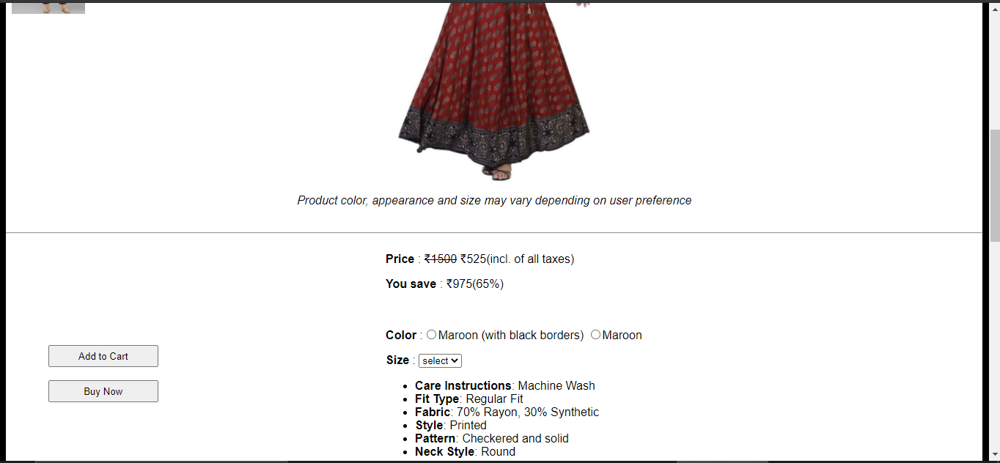 Product color, appearance and size may vary depending on user preference
Price : ₹1500 ₹525(incl. of all taxes)
You save : ₹975(65%)
Color : Maroon (with black borders) Maroon
Add to Cart
Size : select
Buy Now
• Care Instructions: Machine Wash
• Fit Type: Regular Fit
• Fabric: 70% Rayon, 30% Synthetic
• Style: Printed
• Pattern: Checkered and solid
• Neck Style: Round